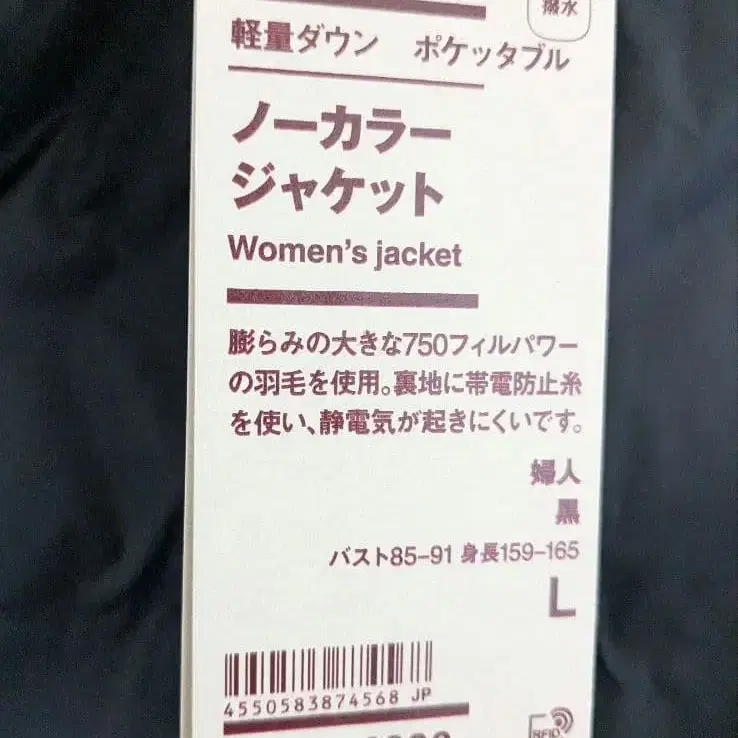 撥水
軽量ダウン ポケッタブル
ノーカラー
ジャケット
Women's jacket
膨らみの大きな750フィルパワー
の羽毛を使用。裏地に帯電防止糸
を使い、静電気が起きにくいです。
婦人
黒
バスト85-91 身長159-165
L
4550583874568 JP
RFID